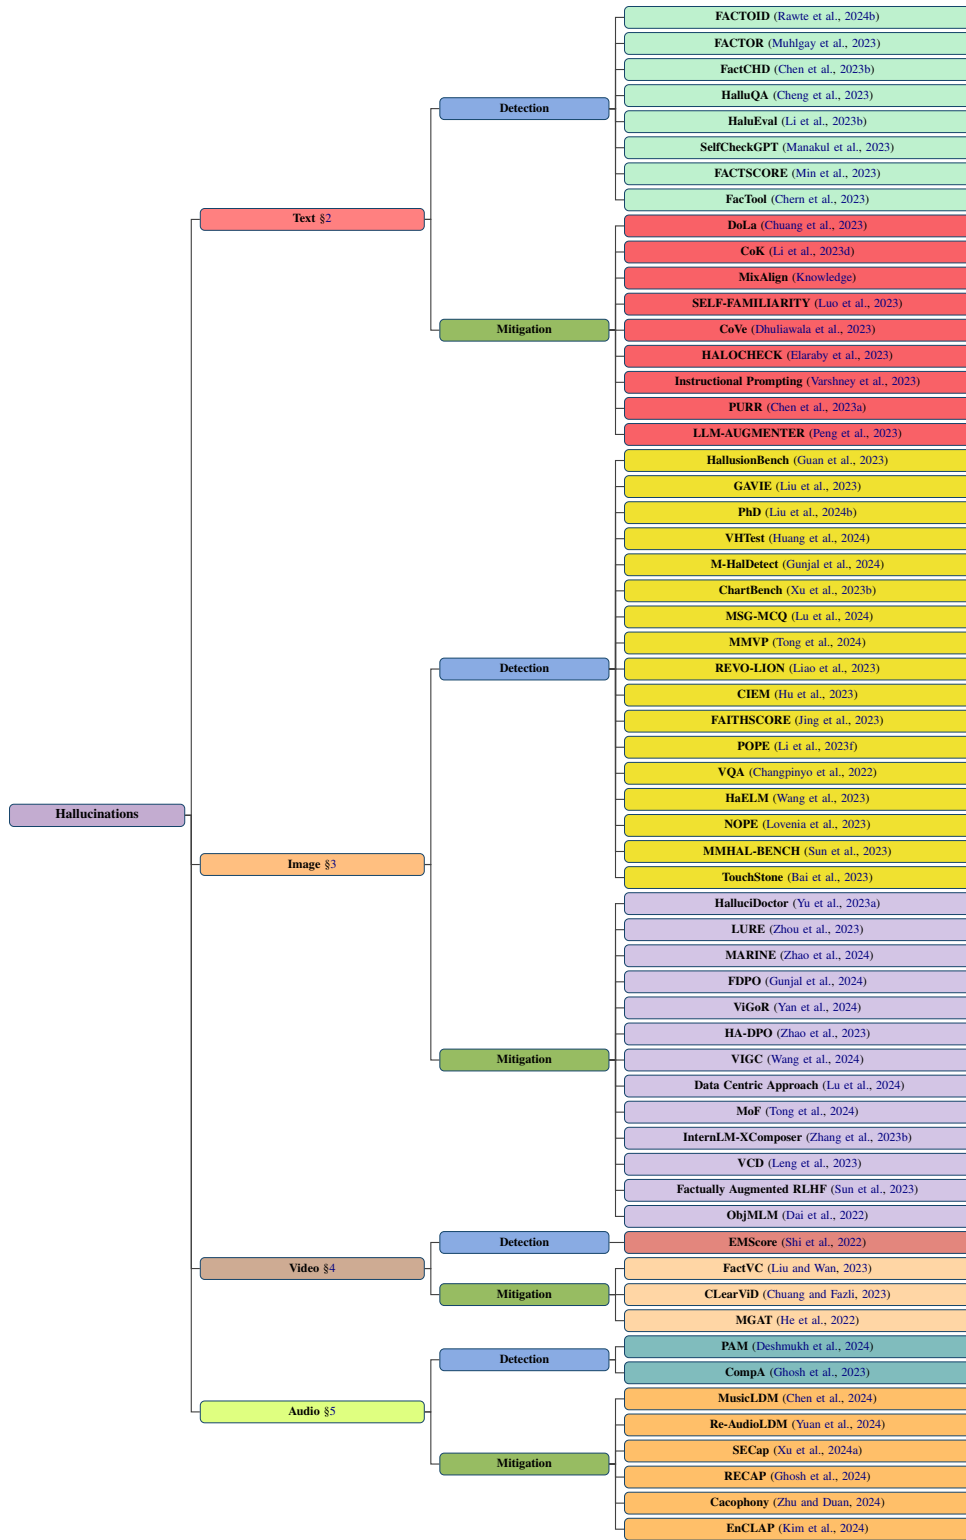 Hallucinations
Text §2
Detection
FACTOID (Rawte et al., 2024b)
FACTOR (Muhlgay et al., 2023)
FactCHD (Chen et al., 2023b)
HalluQA (Cheng et al., 2023)
HaluEval (Li et al., 2023b)
SelfCheckGPT (Manakul et al., 2023)
FACTSCORE (Min et al., 2023)
FacTool (Chern et al., 2023)
Mitigation
DoLa (Chuang et al., 2023)
CoK (Li et al., 2023d)
MixAlign (Knowledge)
SELF-FAMILIARITY (Luo et al., 2023)
CoVe (Dhuliawala et al., 2023)
HALOCHECK (Elaraby et al., 2023)
Instructional Prompting (Varshney et al., 2023)
PURR (Chen et al., 2023a)
LLM-AUGMENTER (Peng et al., 2023)
Image §3
Detection
HallusionBench (Guan et al., 2023)
GAVIE (Liu et al., 2023)
PhD (Liu et al., 2024b)
VHTest (Huang et al., 2024)
M-HalDetect (Gunjal et al., 2024)
ChartBench (Xu et al., 2023b)
MSG-MCQ (Lu et al., 2024)
MMVP (Tong et al., 2024)
REVO-LION (Liao et al., 2023)
CIEM (Hu et al., 2023)
FAITHSCORE (Jing et al., 2023)
POPE (Li et al., 2023f)
VQA (Changpinyo et al., 2022)
HaELM (Wang et al., 2023)
NOPE (Lovenia et al., 2023)
MMHAL-BENCH (Sun et al., 2023)
TouchStone (Bai et al., 2023)
Mitigation
HalluciDoctor (Yu et al., 2023a)
LURE (Zhou et al., 2023)
MARINE (Zhao et al., 2024)
FDPO (Gunjal et al., 2024)
ViGoR (Yan et al., 2024)
HA-DPO (Zhao et al., 2023)
VIGC (Wang et al., 2024)
Data Centric Approach (Lu et al., 2024)
MoF (Tong et al., 2024)
InternLM-XComposer (Zhang et al., 2023b)
VCD (Leng et al., 2023)
Factually Augmented RLHF (Sun et al., 2023)
ObjMLM (Dai et al., 2022)
Video §4
Detection
EMScore (Shi et al., 2022)
Mitigation
FactVC (Liu and Wan, 2023)
CLearViD (Chuang and Fazli, 2023)
MGAT (He et al., 2022)
Audio §5
Detection
PAM (Deshmukh et al., 2024)
CompA (Ghosh et al., 2023)
Mitigation
MusicLDM (Chen et al., 2024)
Re-AudioLDM (Yuan et al., 2024)
SECap (Xu et al., 2024a)
RECAP (Ghosh et al., 2024)
Cacophony (Zhu and Duan, 2024)
EnCLAP (Kim et al., 2024)